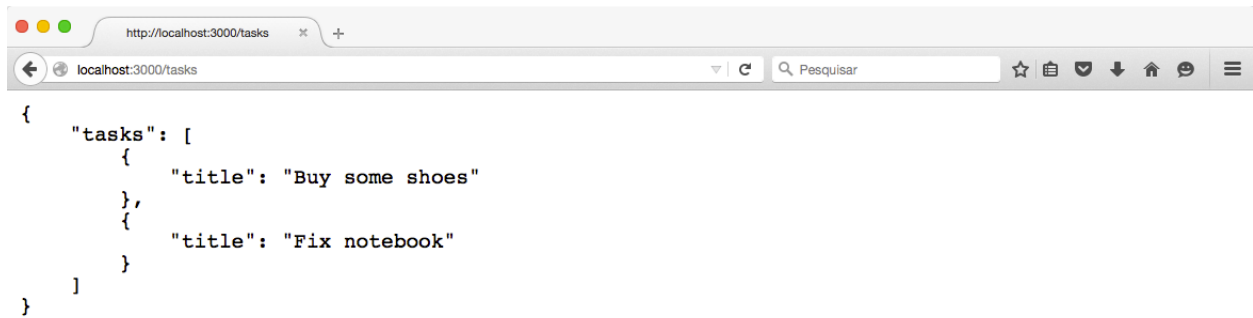 http://localhost:3000/tasks
localhost:3000/tasks
Pesquisar
{
"tasks": [
{
"title": "Buy some shoes"
},
{
"title": "Fix notebook"
}
]
}